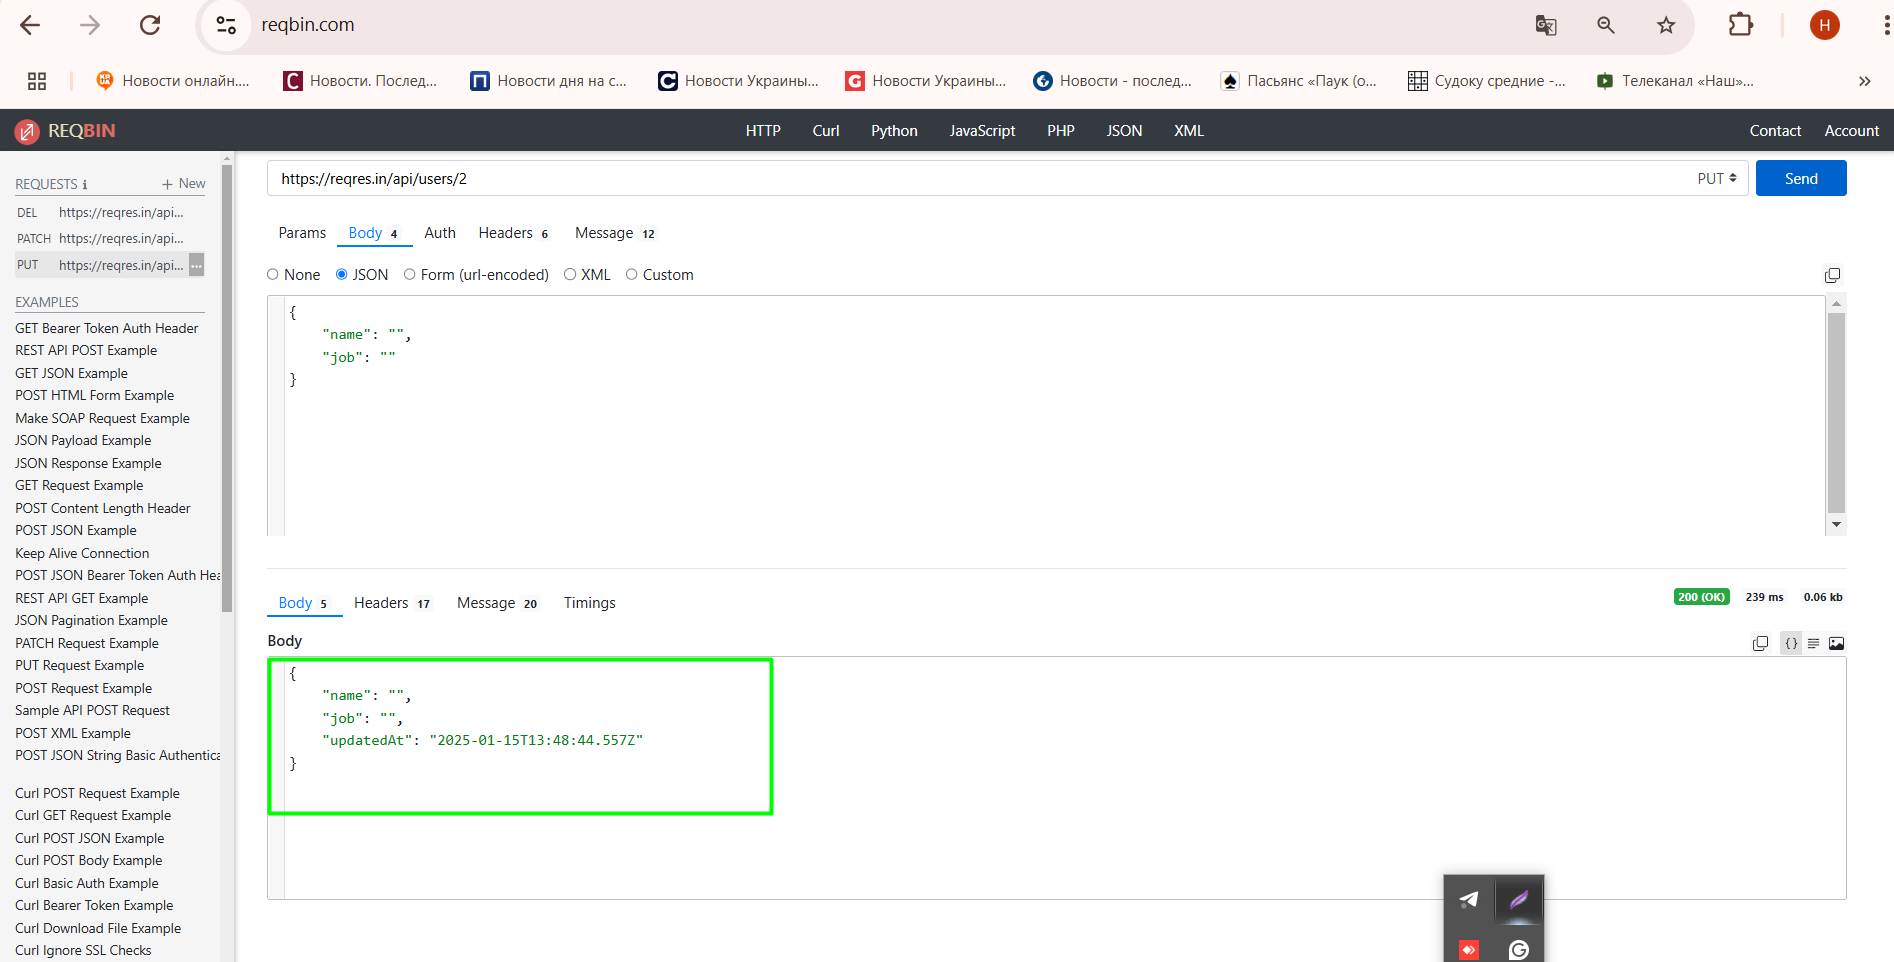 reqbin.com
H
Новости онлайн....
Новости. Послед...
Новости дня на с...
Новости Украины...
Новости Украины...
Новости - послед...
Пасьянс «Паук (о...
Судоку средние -...
Телеканал «Наш»...
REQBIN
HTTP
Curl
Python
JavaScript
PHP
JSON
XML
Contact
Account
REQUESTS
+ New
DEL https://reqres.in/api...
PATCH https://reqres.in/api...
PUT https://reqres.in/api... ...
EXAMPLES
GET Bearer Token Auth Header
REST API POST Example
GET JSON Example
POST HTML Form Example
Make SOAP Request Example
JSON Payload Example
JSON Response Example
GET Request Example
POST Content Length Header
POST JSON Example
Keep Alive Connection
POST JSON Bearer Token Auth Hea
REST API GET Example
JSON Pagination Example
PATCH Request Example
PUT Request Example
POST Request Example
Sample API POST Request
POST XML Example
POST JSON String Basic Authentica
Curl POST Request Example
Curl GET Request Example
Curl POST JSON Example
Curl POST Body Example
Curl Basic Auth Example
Curl Bearer Token Example
Curl Download File Example
Curl Ignore SSL Checks
https://reqres.in/api/users/2
PUT
Send
Params
Body 4
Auth
Headers 6
Message 12
None
JSON
Form (url-encoded)
XML
Custom
{
"name": "",
"job": ""
}
Body 5
Headers 17
Message 20
Timings
200 (OK)
239 ms
0.06 kb
Body
{
"name": "",
"job": "",
"updatedAt": "2025-01-15T13:48:44.557Z"
}